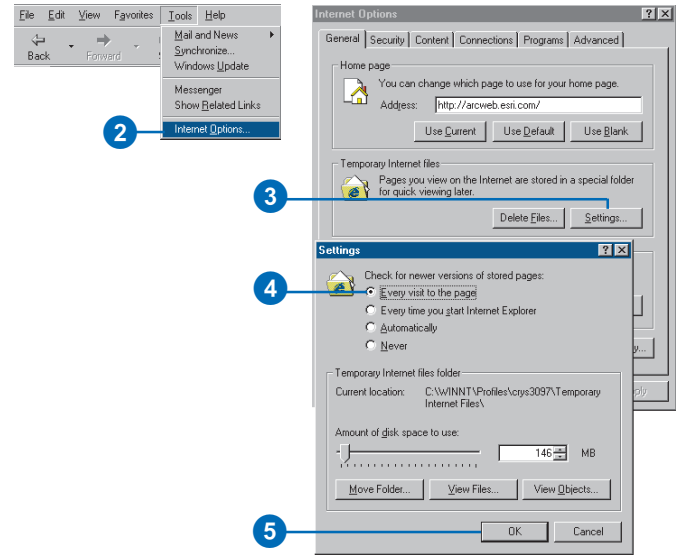 File Edit View Favorites Tools Help
Back Forward
Mail and News
Synchronize...
Windows Update
Messenger
Show Related Links
2 Internet Options...
Internet Options
General Security Content Connections Programs Advanced
Home page
You can change which page to use for your home page.
Address: http://arcweb.esri.com/
Use Current Use Default Use Blank
Temporary Internet files
Pages you view on the Internet are stored in a special folder
for quick viewing later.
3
Delete Files... Settings...
Settings
Check for newer versions of stored pages:
4 Every visit to the page
Every time you start Internet Explorer
Automatically
Never
Temporary Internet files folder
Current location: C:\WINNT\Profiles\crys3097\Temporary
Internet Files\
Amount of disk space to use:
146 MB
Move Folder... View Files... View Objects...
5 OK Cancel